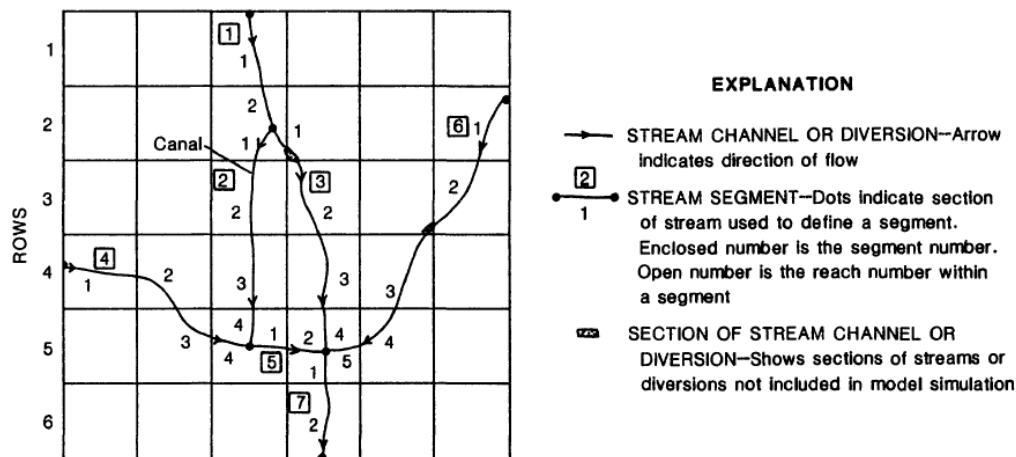 1
1
1
2
2
1
1
6
1
Canal
2
3
2
3
2
2
ROWS
4
4
1
2
3
3
3
5
3
4
4
1
5
2
4
1
5
4
6
7
2
EXPLANATION
STREAM CHANNEL OR DIVERSION—Arrow
indicates direction of flow
2
1
STREAM SEGMENT—Dots indicate section
of stream used to define a segment.
Enclosed number is the segment number.
Open number is the reach number within
a segment
SECTION OF STREAM CHANNEL OR
DIVERSION—Shows sections of streams or
diversions not included in model simulation